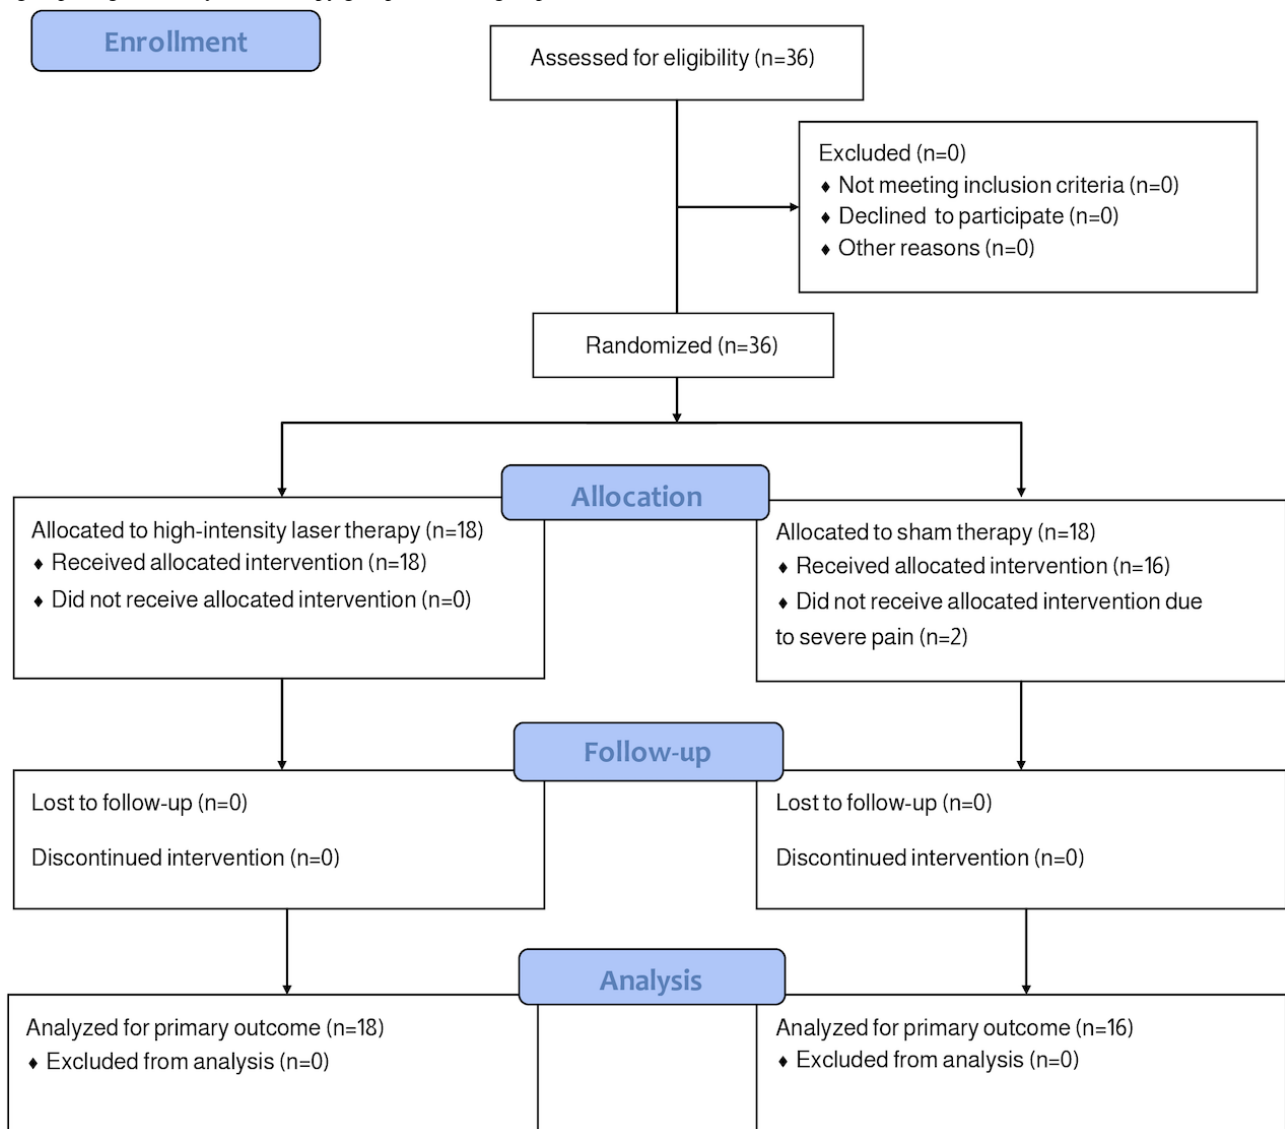 Enrollment
Assessed for eligibility (n=36)
Excluded (n=0)
♦ Not meeting inclusion criteria (n=0)
♦ Declined to participate (n=0)
♦ Other reasons (n=0)
Randomized (n=36)
Allocation
Allocated to high-intensity laser therapy (n=18)
♦ Received allocated intervention (n=18)
♦ Did not receive allocated intervention (n=0)
Allocated to sham therapy (n=18)
♦ Received allocated intervention (n=16)
♦ Did not receive allocated intervention due
to severe pain (n=2)
Follow-up
Lost to follow-up (n=0)
Discontinued intervention (n=0)
Lost to follow-up (n=0)
Discontinued intervention (n=0)
Analysis
Analyzed for primary outcome (n=18)
♦ Excluded from analysis (n=0)
Analyzed for primary outcome (n=16)
♦ Excluded from analysis (n=0)